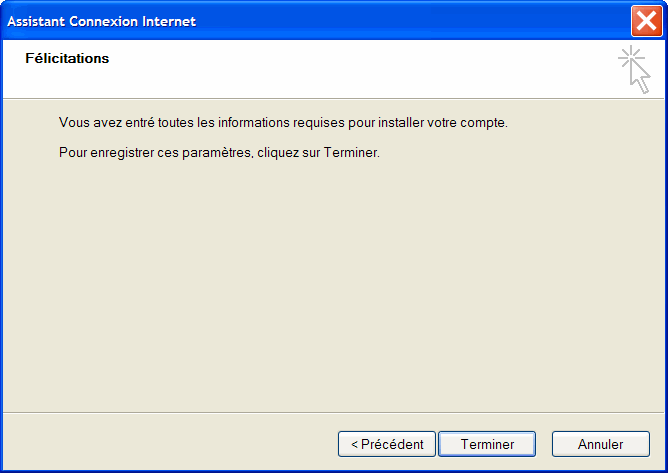 Assistant Connexion Internet
Félicitations
Vous avez entré toutes les informations requises pour installer votre compte.
Pour enregistrer ces paramètres, cliquez sur Terminer.
< Précédent Terminer Annuler